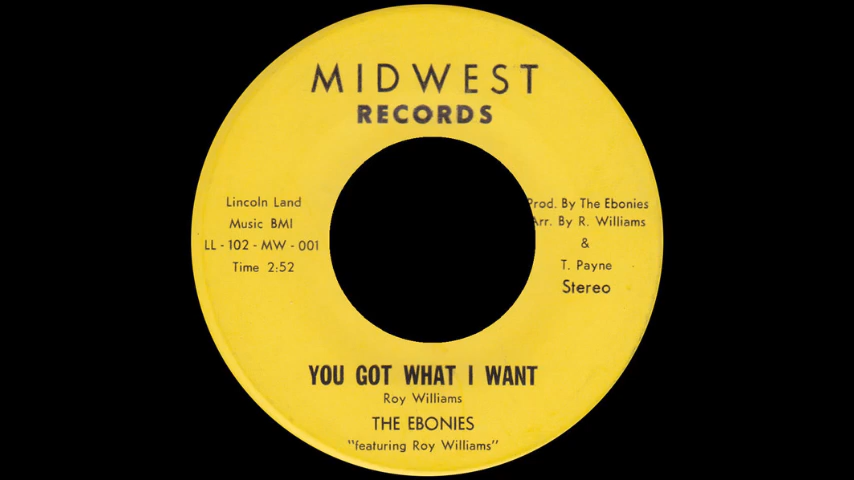 MIDWEST
RECORDS
Lincoln Land
Music BMI
LL - 102 - MW - 001
Time 2:52
Prod. By The Ebonies
Arr. By R. Williams
&
T. Payne
Stereo
YOU GOT WHAT I WANT
Roy Williams
THE EBONIES
"featuring Roy Williams"